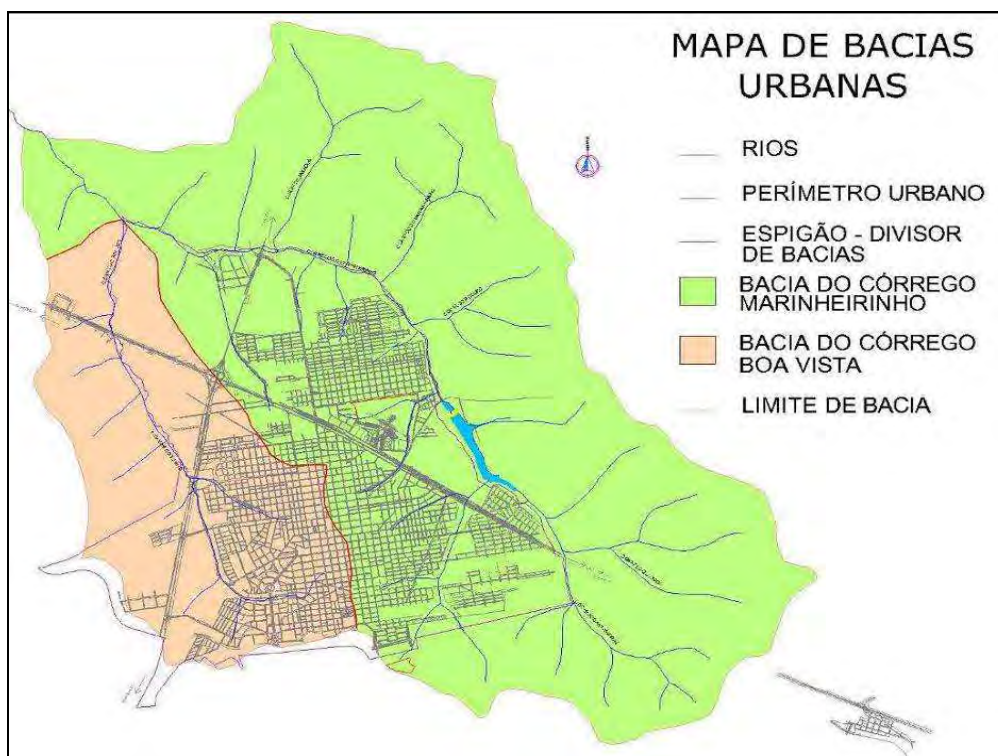 MAPA DE BACIAS
URBANAS
RIOS
PERÍMETRO URBANO
ESPIGÃO - DIVISOR
DE BACIAS
BACIA DO CÓRREGO
MARINHEIRINHO
BACIA DO CÓRREGO
BOA VISTA
LIMITE DE BACIA